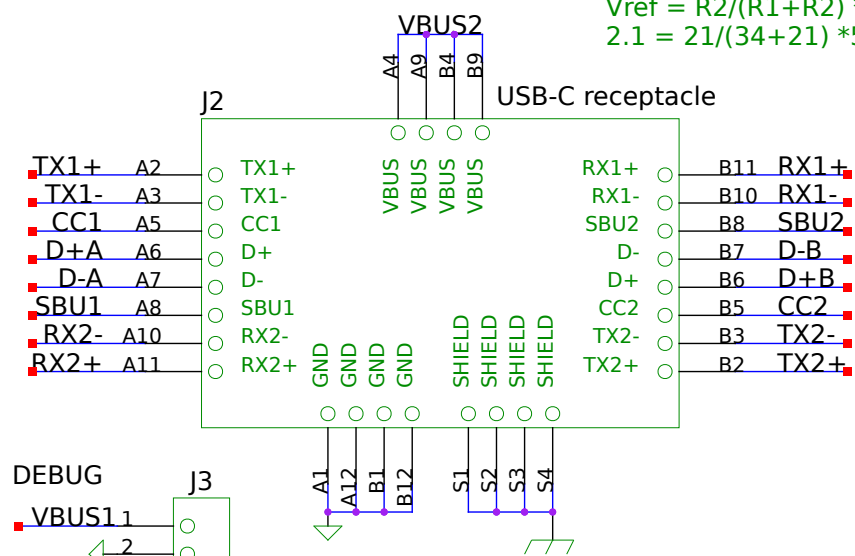 Vref = R2/(R1+R2)
2.1 = 21/(34+21) *5
VBUS2
A4 A9 B4 B9
J2 USB-C receptacle
VBUS VBUS VBUS VBUS
TX1+ A2 TX1+ RX1+ B11 RX1+
TX1- A3 TX1- RX1- B10 RX1-
CC1 A5 CC1 SBU2 B8 SBU2
D+A A6 D+ D- B7 D-B
D-A A7 D- D+ B6 D+B
SBU1 A8 SBU1 CC2 B5 CC2
RX2- A10 RX2- TX2- B3 TX2-
RX2+ A11 RX2+ TX2+ B2 TX2+
GND GND GND GND SHIELD SHIELD SHIELD SHIELD
A1 A12 B1 B12 S1 S2 S3 S4
DEBUG
J3
VBUS1 1
2